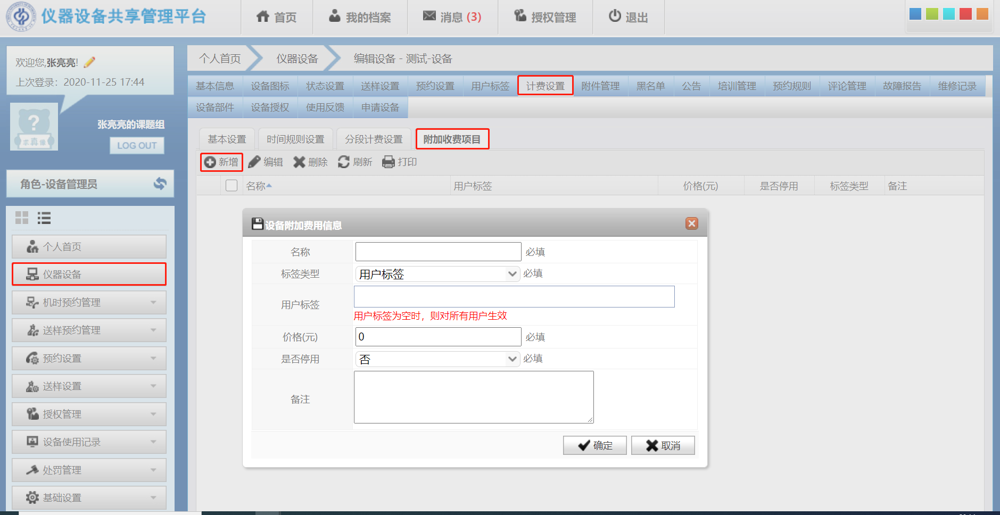 仪器设备共享管理平台
首页
我的档案
消息 (3)
授权管理
退出
欢迎您,张亮亮!
上次登录：2020-11-25 17:44
?
求真像
张亮亮的课题组
LOG OUT
角色-设备管理员
个人首页
仪器设备
机时预约管理
送样预约管理
预约设置
送样设置
授权管理
设备使用记录
处罚管理
基础设置
个人首页
仪器设备
编辑设备 - 测试-设备
基本信息
设备图标
状态设置
送样设置
预约设置
用户标签
计费设置
附件管理
黑名单
公告
培训管理
预约规则
评论管理
故障报告
维修记录
设备部件
设备授权
使用反馈
申请设备
基本设置
时间规则设置
分段计费设置
附加收费项目
新增
编辑
删除
刷新
打印
名称
用户标签
价格(元)
是否停用
标签类型
备注
设备附加费用信息
名称
必填
标签类型
用户标签
必填
用户标签
用户标签为空时，则对所有用户生效
价格(元)
0
必填
是否停用
否
必填
备注
确定
取消